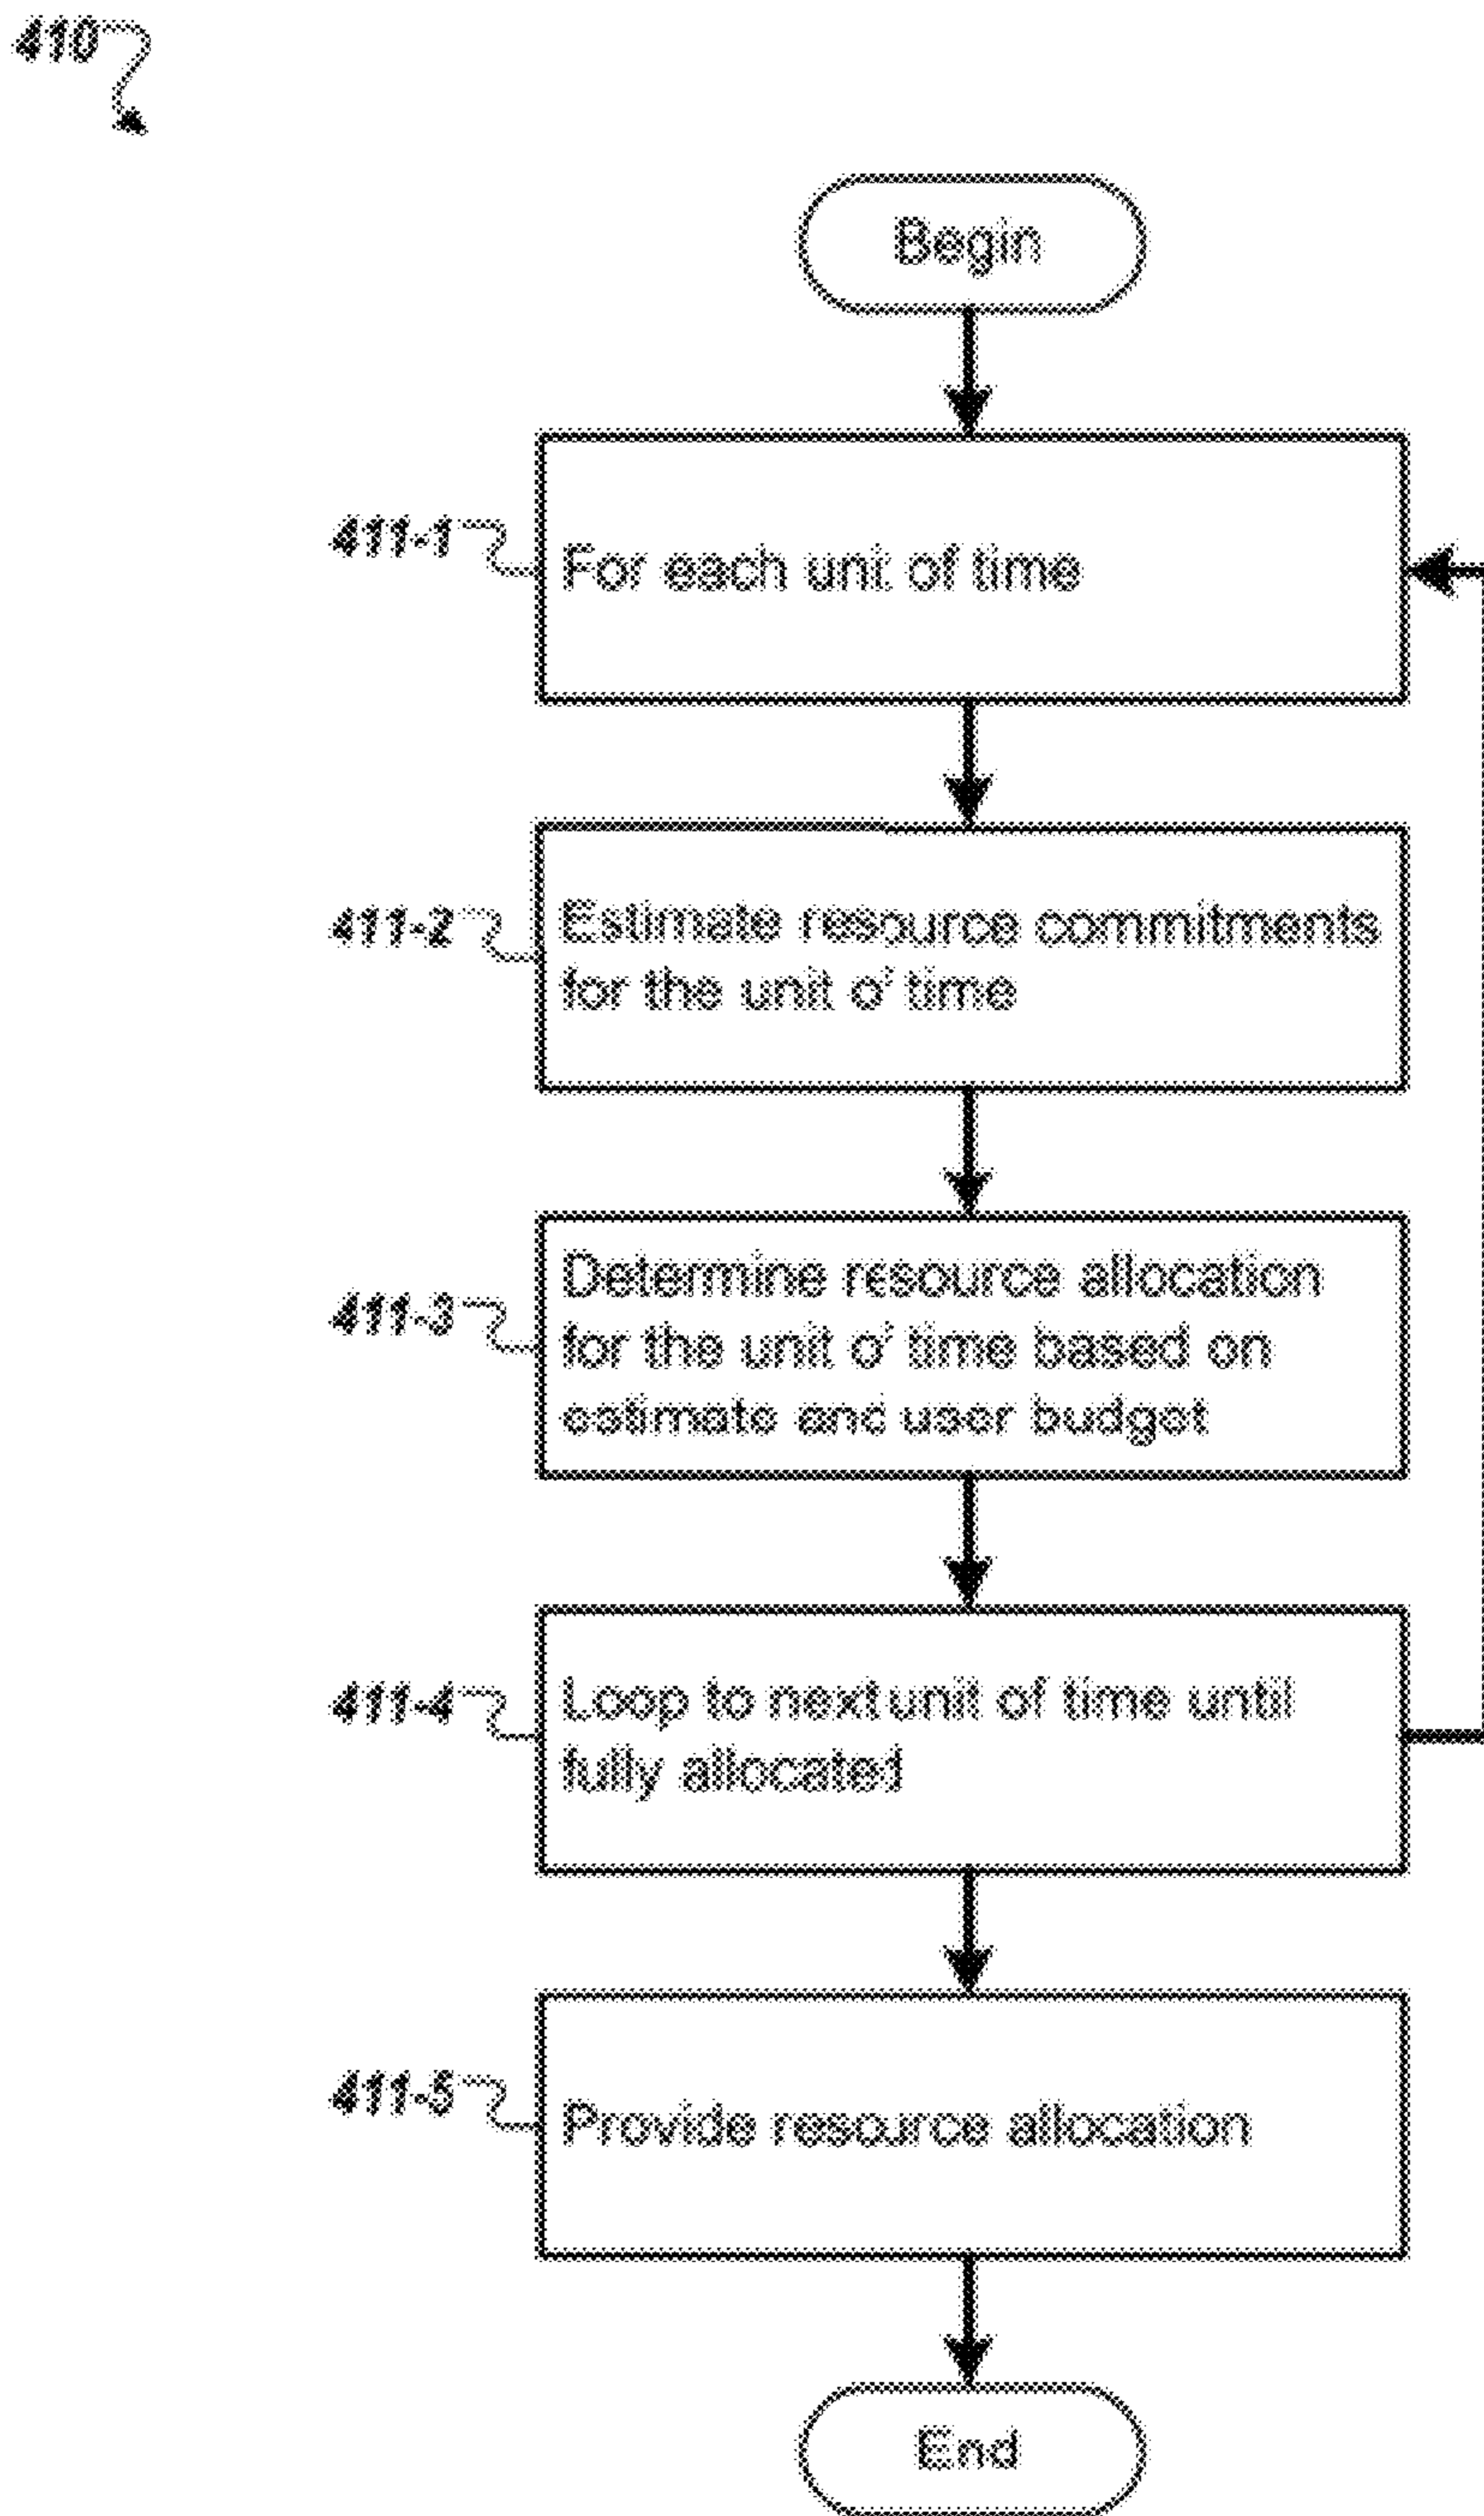 410
Begin
411-1
For each unit of time
411-2
Estimate resource commitments
for the unit of time
411-3
Determine resource allocation
for the unit of time based on
estimate and user budget
411-4
Loop to next unit of time until
fully allocated
411-5
Provide resource allocation
End